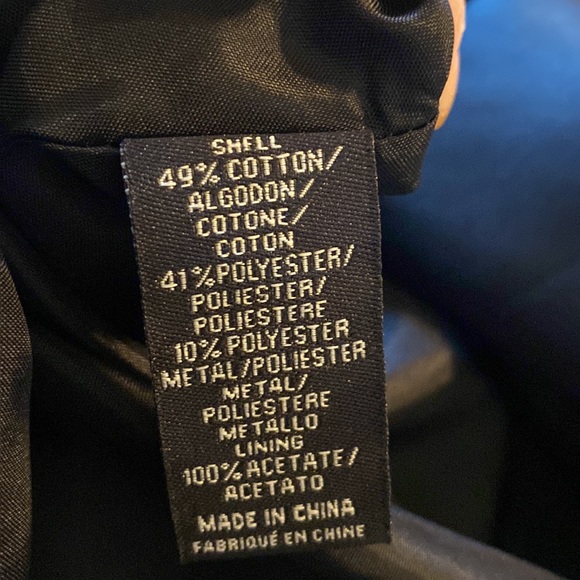 SHELL
49% COTTON/
ALGODON/
COTONE/
COTON
41% POLYESTER/
POLIESTER/
POLIESTERE
10% POLYESTER
METAL/POLIESTER
METAL/
POLIESTERE
METALLO
LINING
100% ACETATE/
ACETATO
MADE IN CHINA
FABRIQUÉ EN CHINE